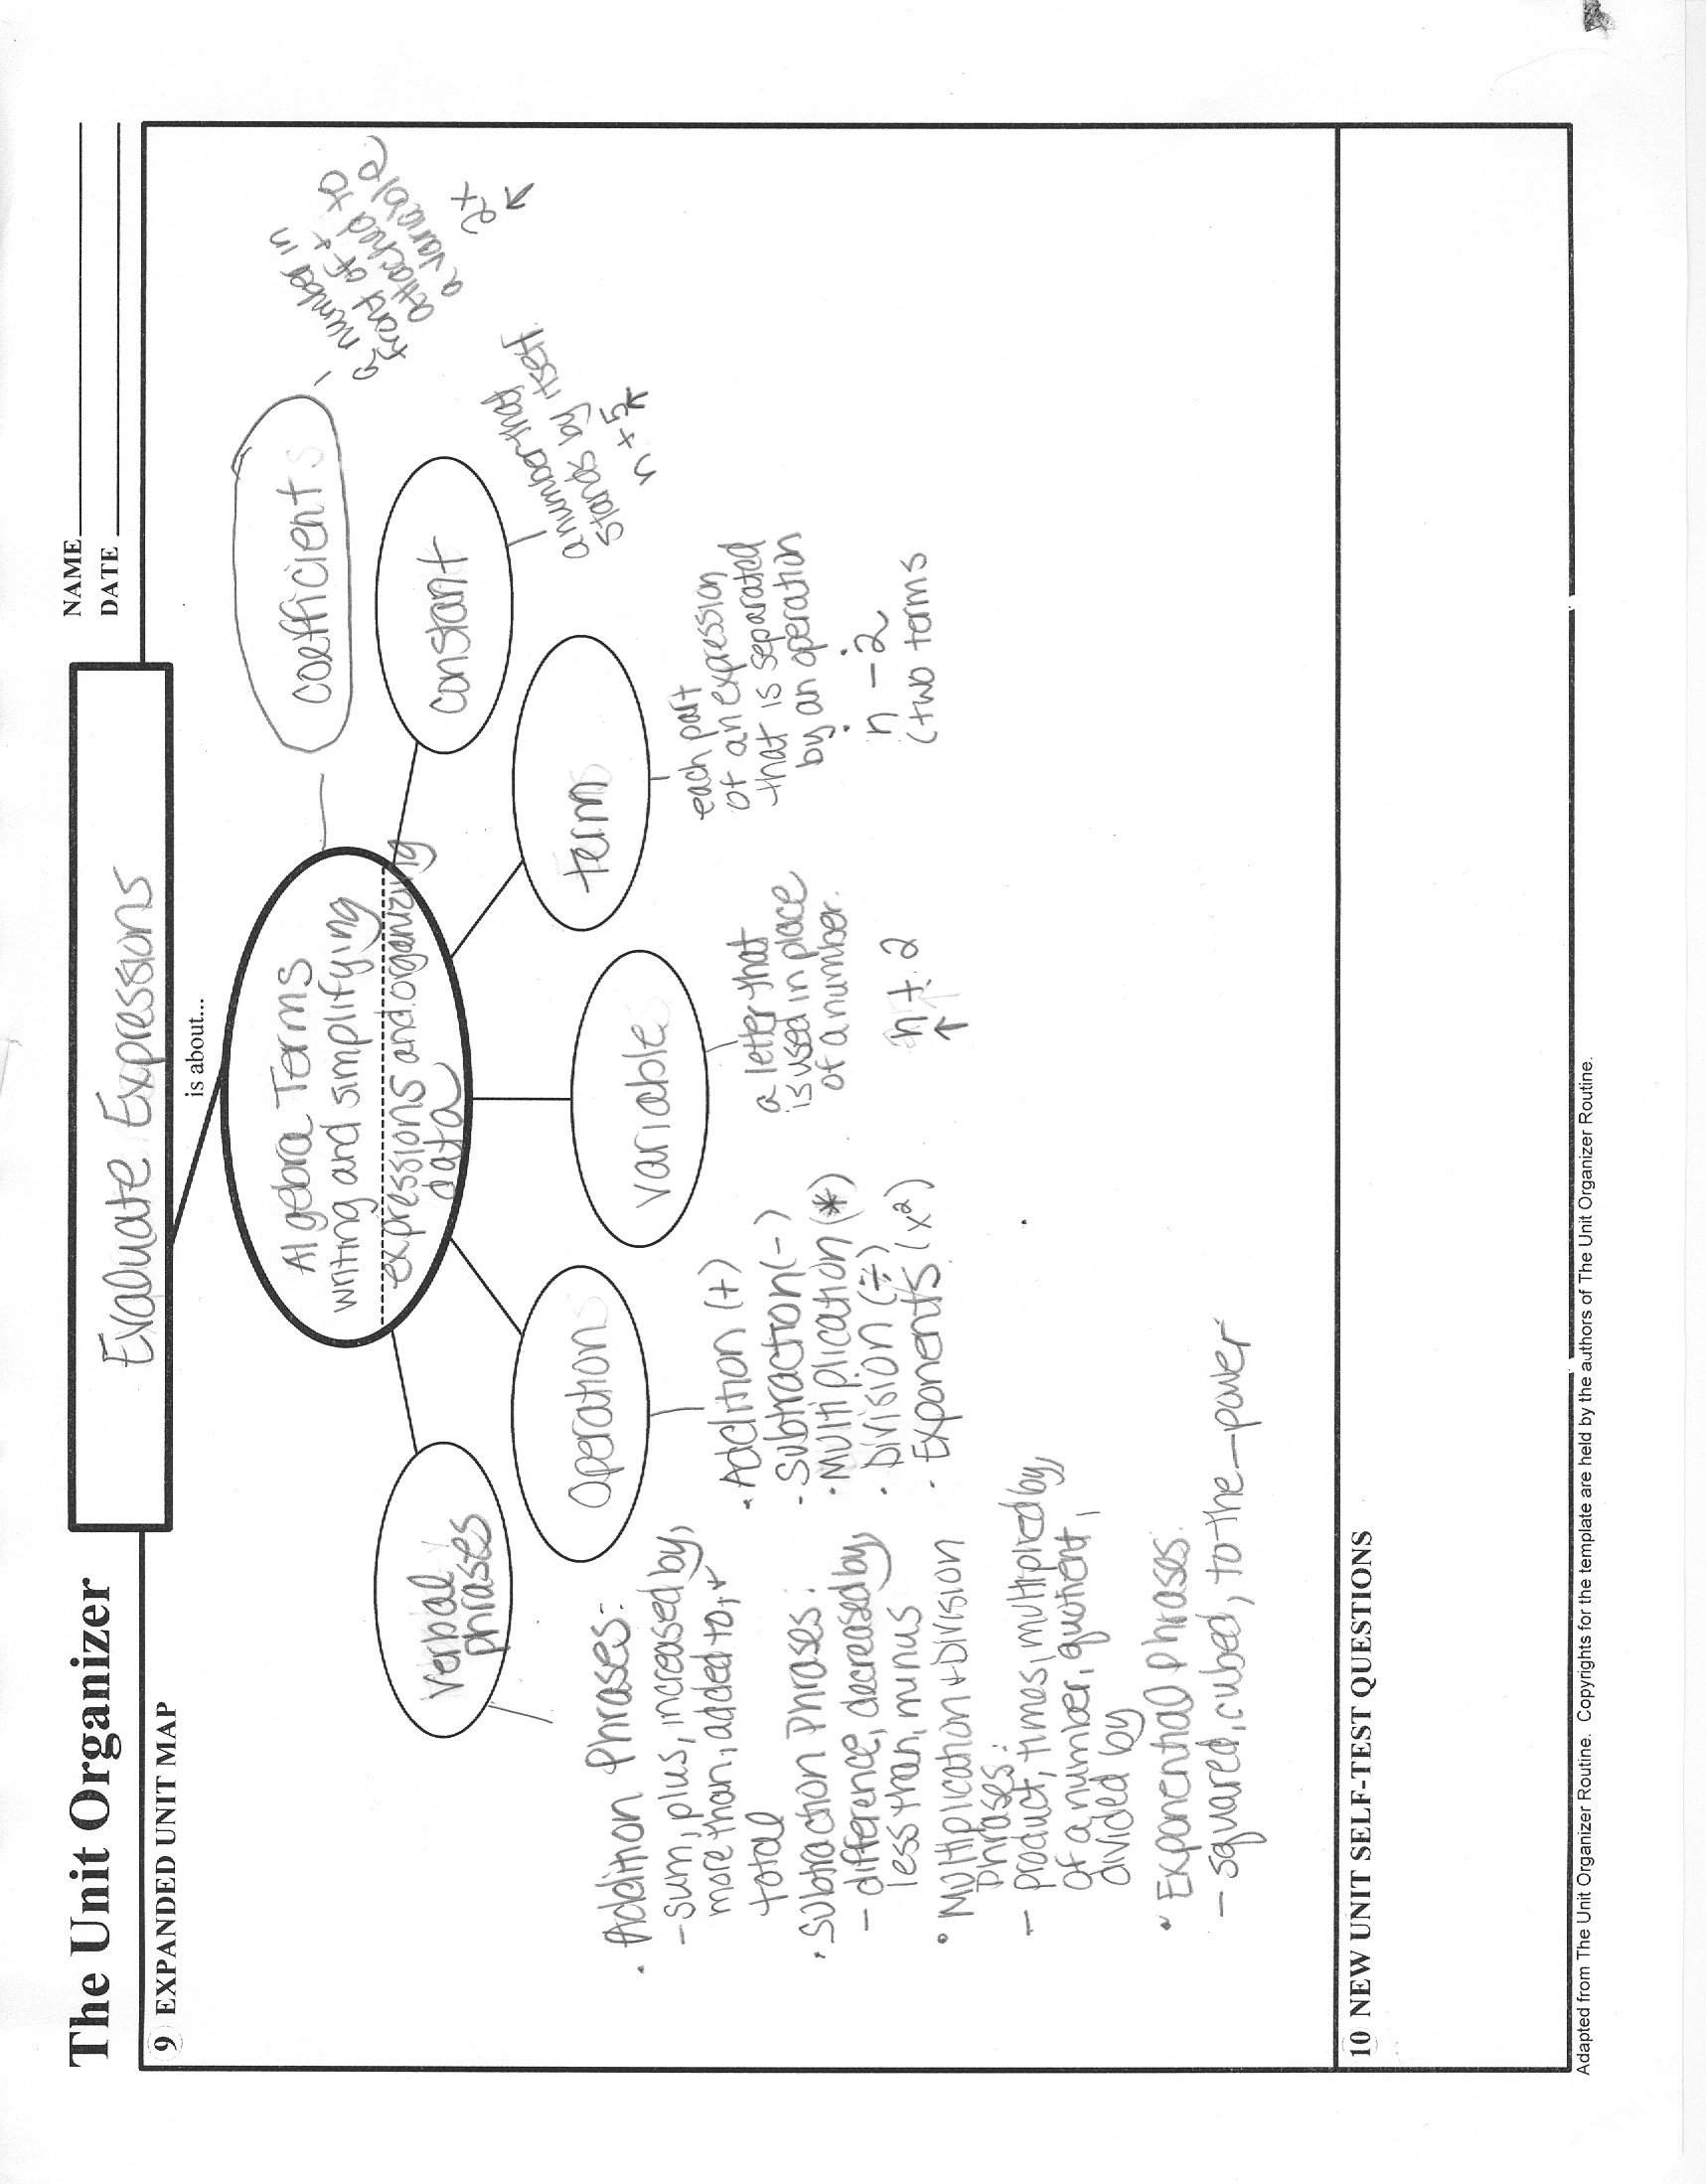 The Unit Organizer
NAME
DATE
9 EXPANDED UNIT MAP
Evaluate Expressions
is about...
Algebra Terms
writing and simplifying
expressions and organizing
data
Verbal
phrases
Addition Phrases:
- sum, plus, increased by,
more than, added to, +
total
Subtraction Phrases:
- difference, decreased by,
less than, minus
Multiplication + Division
Phrases:
- product, times, multiplied by,
of a number, quotient,
divided by
Exponential Phrases:
- squared, cubed, to the _ power
Operations
Addition (+)
Subtraction (-)
Multiplication (*)
Division (÷)
Exponents (x²)
variable
a letter that
is used in place
of a number.
n + 2
↑
terms
each part
of an expression
that is separated
by an operation
n - 2
(two terms
constant
a number that
stands by itself.
n + 5
coefficients
a number in
front of +
attached to
a variable
2x
10 NEW UNIT SELF-TEST QUESTIONS
Adapted from The Unit Organizer Routine. Copyrights for the template are held by the authors of The Unit Organizer Routine.